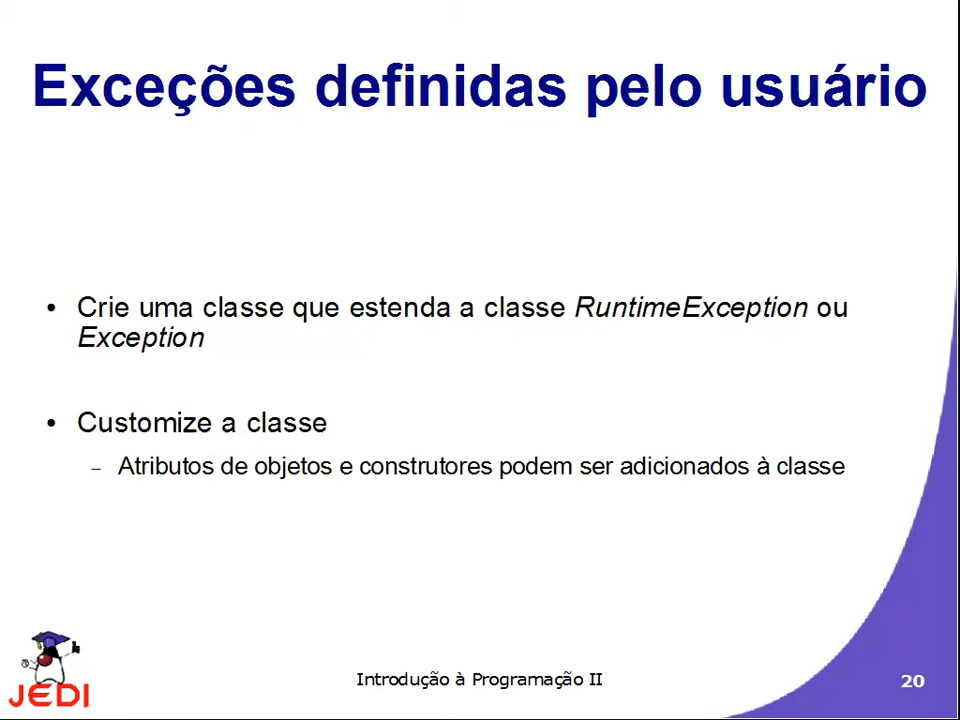 Exceções definidas pelo usuário
• Crie uma classe que estenda a classe RuntimeException ou
Exception
• Customize a classe
– Atributos de objetos e construtores podem ser adicionados à classe
JEDI
Introdução à Programação II
20